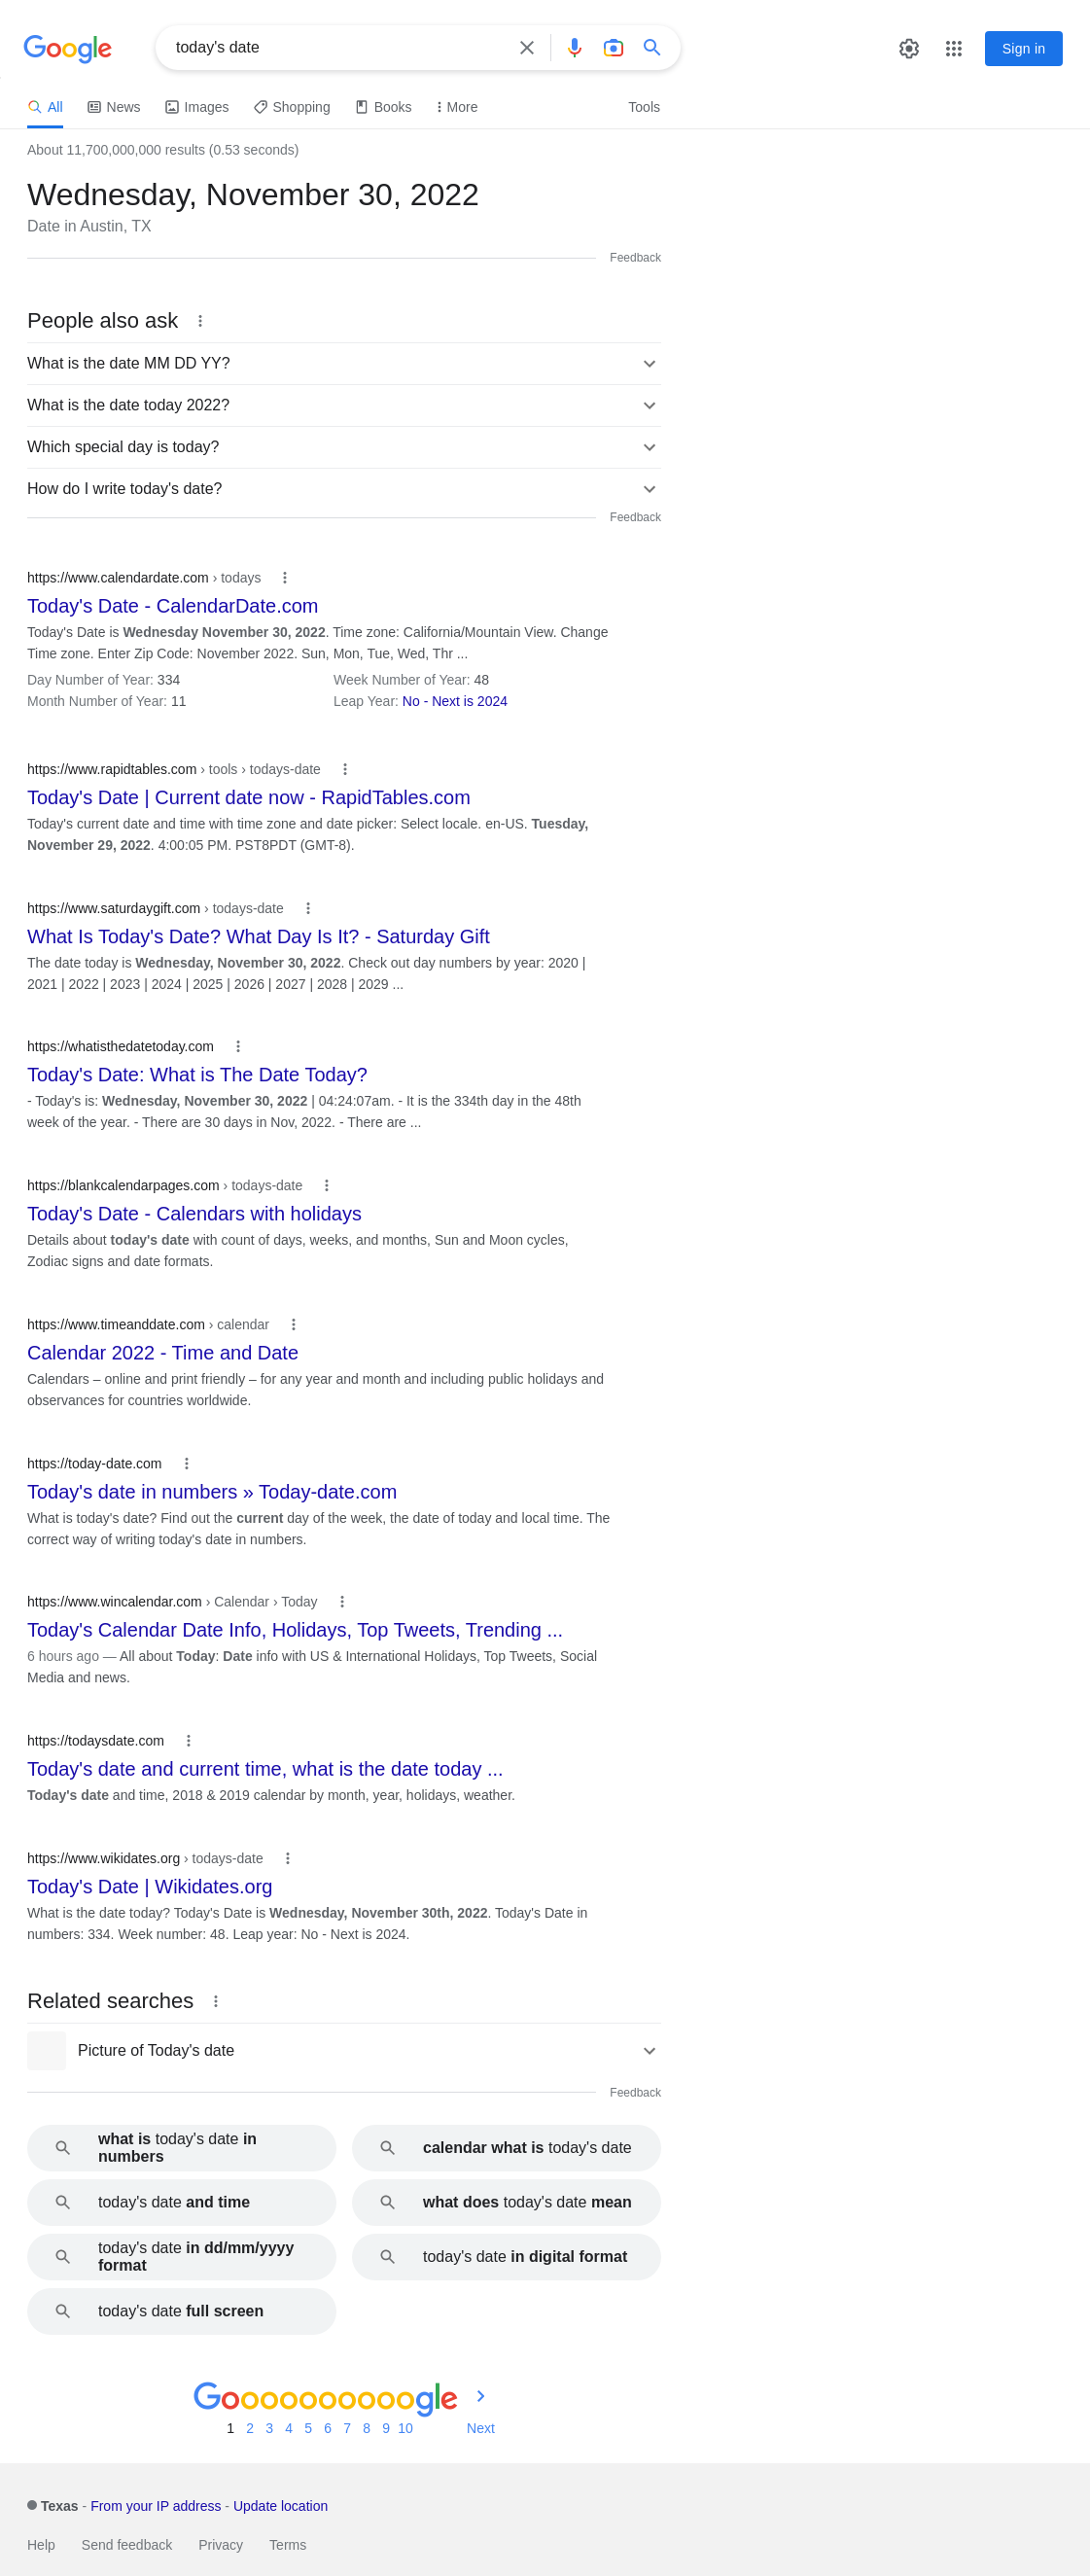 Google
today's date
Sign in
All News Images Shopping Books More Tools
About 11,700,000,000 results (0.53 seconds)
Wednesday, November 30, 2022
Date in Austin, TX
Feedback
People also ask
What is the date MM DD YY?
What is the date today 2022?
Which special day is today?
How do I write today's date?
Feedback
https://www.calendardate.com › todays
Today's Date - CalendarDate.com
Today's Date is Wednesday November 30, 2022. Time zone: California/Mountain View. Change
Time zone. Enter Zip Code: November 2022. Sun, Mon, Tue, Wed, Thr ...
Day Number of Year: 334 Week Number of Year: 48
Month Number of Year: 11 Leap Year: No - Next is 2024
https://www.rapidtables.com › tools › todays-date
Today's Date | Current date now - RapidTables.com
Today's current date and time with time zone and date picker: Select locale. en-US. Tuesday,
November 29, 2022. 4:00:05 PM. PST8PDT (GMT-8).
https://www.saturdaygift.com › todays-date
What Is Today's Date? What Day Is It? - Saturday Gift
The date today is Wednesday, November 30, 2022. Check out day numbers by year: 2020 |
2021 | 2022 | 2023 | 2024 | 2025 | 2026 | 2027 | 2028 | 2029 ...
https://whatisthedatetoday.com
Today's Date: What is The Date Today?
- Today's is: Wednesday, November 30, 2022 | 04:24:07am. - It is the 334th day in the 48th
week of the year. - There are 30 days in Nov, 2022. - There are ...
https://blankcalendarpages.com › todays-date
Today's Date - Calendars with holidays
Details about today's date with count of days, weeks, and months, Sun and Moon cycles,
Zodiac signs and date formats.
https://www.timeanddate.com › calendar
Calendar 2022 - Time and Date
Calendars – online and print friendly – for any year and month and including public holidays and
observances for countries worldwide.
https://today-date.com
Today's date in numbers » Today-date.com
What is today's date? Find out the current day of the week, the date of today and local time. The
correct way of writing today's date in numbers.
https://www.wincalendar.com › Calendar › Today
Today's Calendar Date Info, Holidays, Top Tweets, Trending ...
6 hours ago — All about Today: Date info with US & International Holidays, Top Tweets, Social
Media and news.
https://todaysdate.com
Today's date and current time, what is the date today ...
Today's date and time, 2018 & 2019 calendar by month, year, holidays, weather.
https://www.wikidates.org › todays-date
Today's Date | Wikidates.org
What is the date today? Today's Date is Wednesday, November 30th, 2022. Today's Date in
numbers: 334. Week number: 48. Leap year: No - Next is 2024.
Related searches
Picture of Today's date
Feedback
what is today's date in
numbers
calendar what is today's date
today's date and time
what does today's date mean
today's date in dd/mm/yyyy
format
today's date in digital format
today's date full screen
Goooooooooogle
1 2 3 4 5 6 7 8 9 10 Next
Texas - From your IP address - Update location
Help Send feedback Privacy Terms